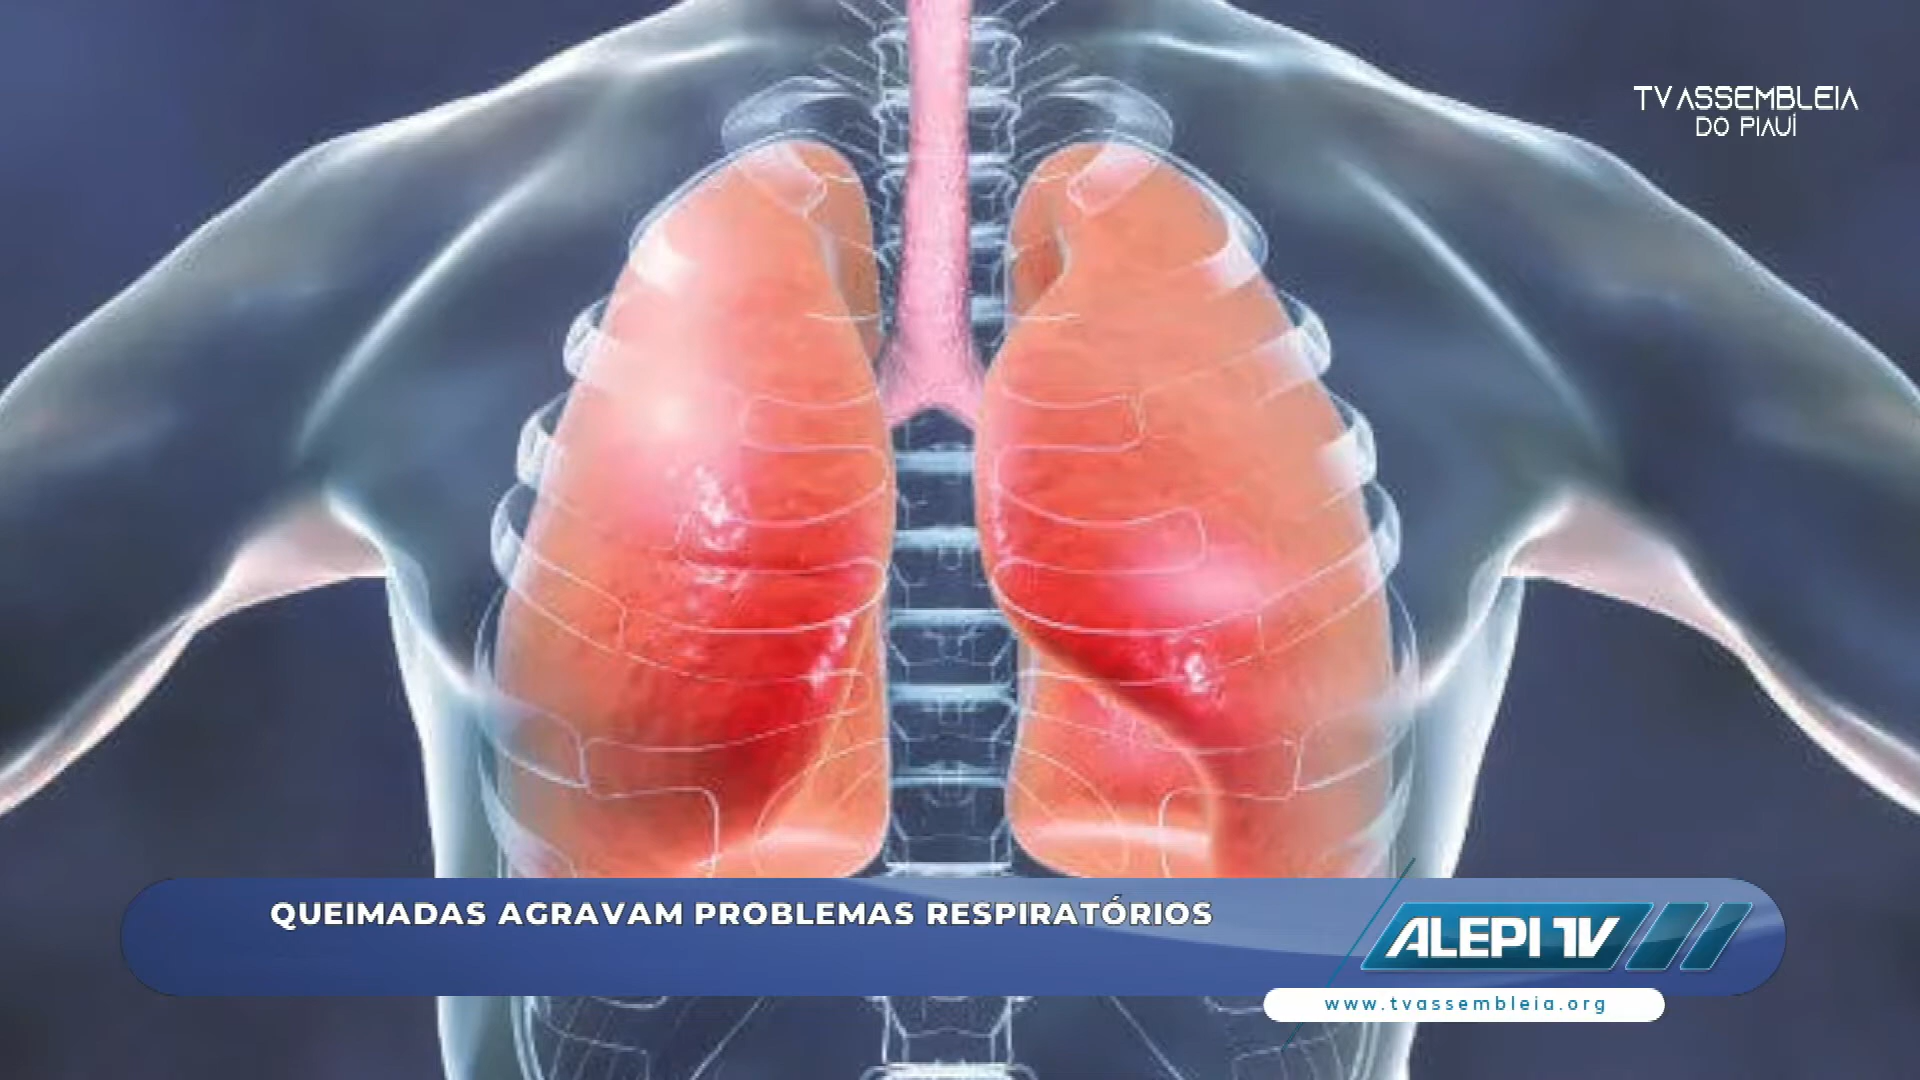 TV ASSEMBLEIA
DO PIAUÍ
QUEIMADAS AGRAVAM PROBLEMAS RESPIRATÓRIOS
ALEPI TV
www.tvassembleia.org